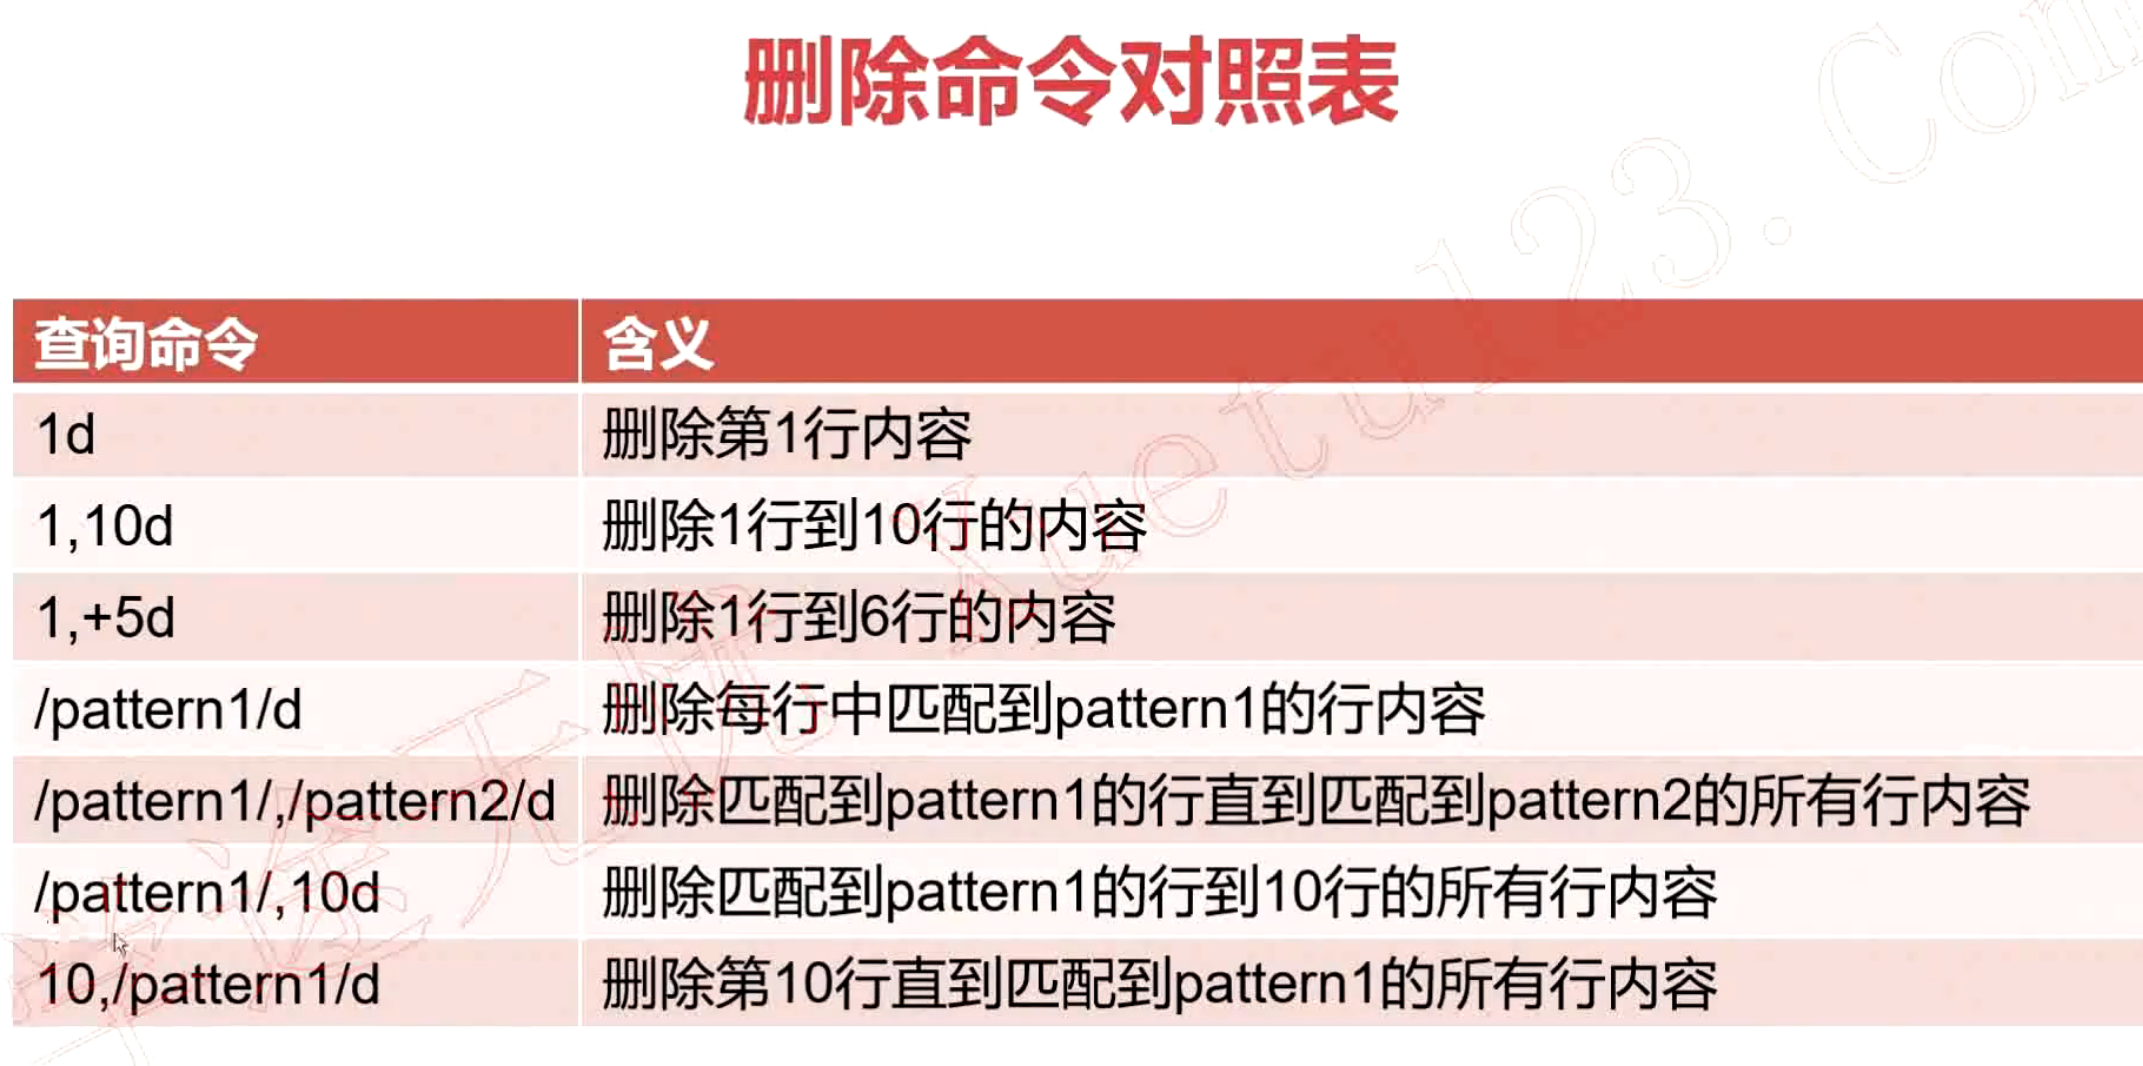 删除命令对照表
查询命令 含义
1d 删除第1行内容
1,10d 删除1行到10行的内容
1,+5d 删除1行到6行的内容
/pattern1/d 删除每行中匹配到pattern1的行内容
/pattern1/,/pattern2/d 删除匹配到pattern1的行直到匹配到pattern2的所有行内容
/pattern1/,10d 删除匹配到pattern1的行到10行的所有行内容
10,/pattern1/d 删除第10行直到匹配到pattern1的所有行内容
学途无忧 Xuetu123.Com